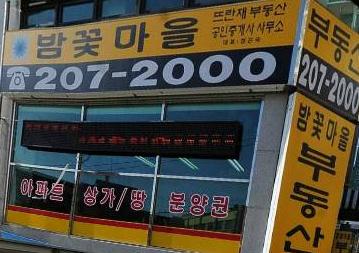 밤꽃마을
뜨란재 부동산
공인중개사사무소
☎207-2000
아파트 상가/땅 분양권
부동
207-2000
밤꽃마을
부동산